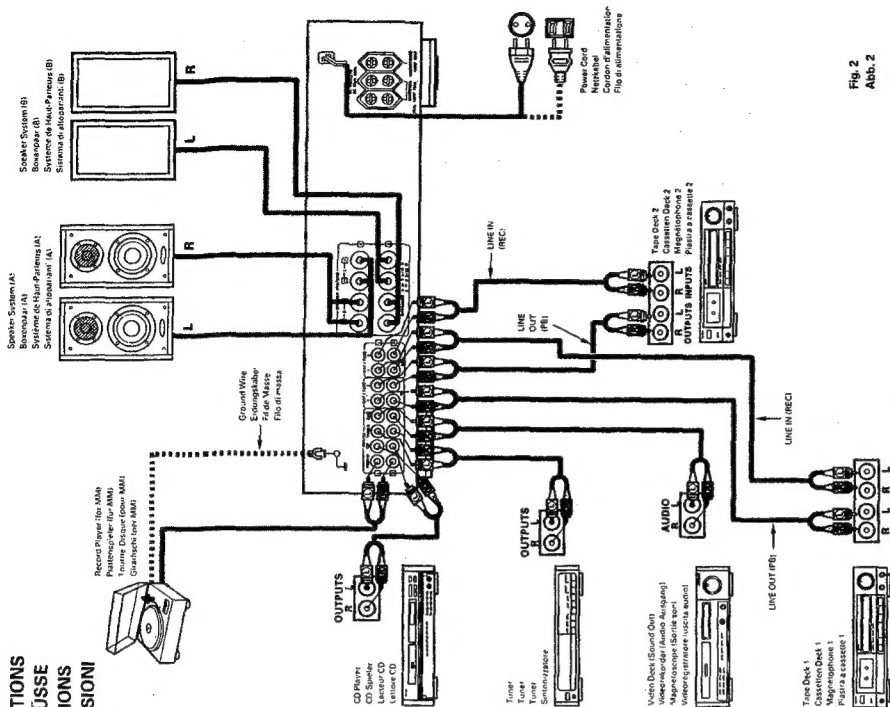 TIONS
ÜSSE
IONS
SIONI
Record Player (for MM)
Plattenspieler (für MM)
Tourne Disque (pour MM)
Girachschi (per MM)
Ground Wire
Erdungskabel
Fil de Masse
Filo di massa
Speaker System (A)
Boxenpaar (A)
Système de Haut-Parleurs (A)
Sistema di altoparlanti (A)
L
R
Speaker System (B)
Boxenpaar (B)
Système de Haut-Parleurs (B)
Sistema di altoparlanti (B)
L
R
CD Player
CD Spieler
Lecteur CD
Lettore CD
OUTPUTS
R L
Tuner
Tuner
Tuner
Sintonizzatore
OUTPUTS
R L
Video Deck (Sound Out)
Videorekorder (Audio Ausgang)
Magnétoscope (Sortie son)
Videoregistratore (uscita audio)
AUDIO
R L
Tape Deck 1
Cassetten Deck 1
Magnétophone 1
Piastra a cassette 1
LINE OUT (PB)
LINE IN (REC)
R L R L
LINE OUT
(PB)
LINE IN
(REC)
OUTPUTS INPUTS
R L R L
Tape Deck 2
Cassetten Deck 2
Magnétophone 2
Piastra a cassette 2
Power Cord
Netzkabel
Cordon d'alimentation
Filo di alimentazione
Fig. 2
Abb. 2